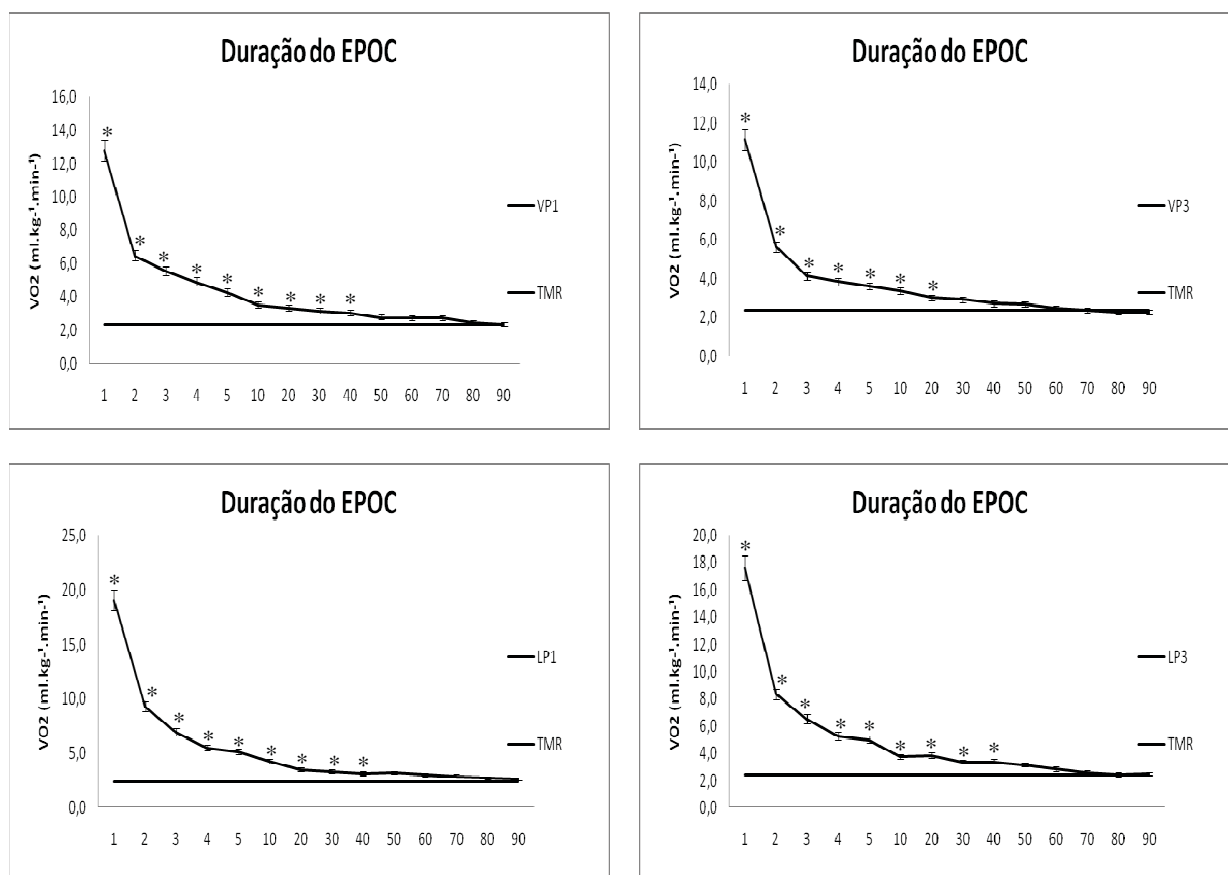 Duração do EPOC
VO2 (ml.kg-¹.min-¹)
16,0
14,0
12,0
10,0
8,0
6,0
4,0
2,0
0,0
* * * * * * * * *
1 2 3 4 5 10 20 30 40 50 60 70 80 90
VP1
TMR
Duração do EPOC
VO2 (ml.kg-¹.min-¹)
14,0
12,0
10,0
8,0
6,0
4,0
2,0
0,0
* * * * * * *
1 2 3 4 5 10 20 30 40 50 60 70 80 90
VP3
TMR
Duração do EPOC
VO2 (ml.kg-¹.min-¹)
25,0
20,0
15,0
10,0
5,0
0,0
* * * * * * * * *
1 2 3 4 5 10 20 30 40 50 60 70 80 90
LP1
TMR
Duração do EPOC
VO2 (ml.kg-¹.min-¹)
20,0
18,0
16,0
14,0
12,0
10,0
8,0
6,0
4,0
2,0
0,0
* * * * * * * * *
1 2 3 4 5 10 20 30 40 50 60 70 80 90
LP3
TMR